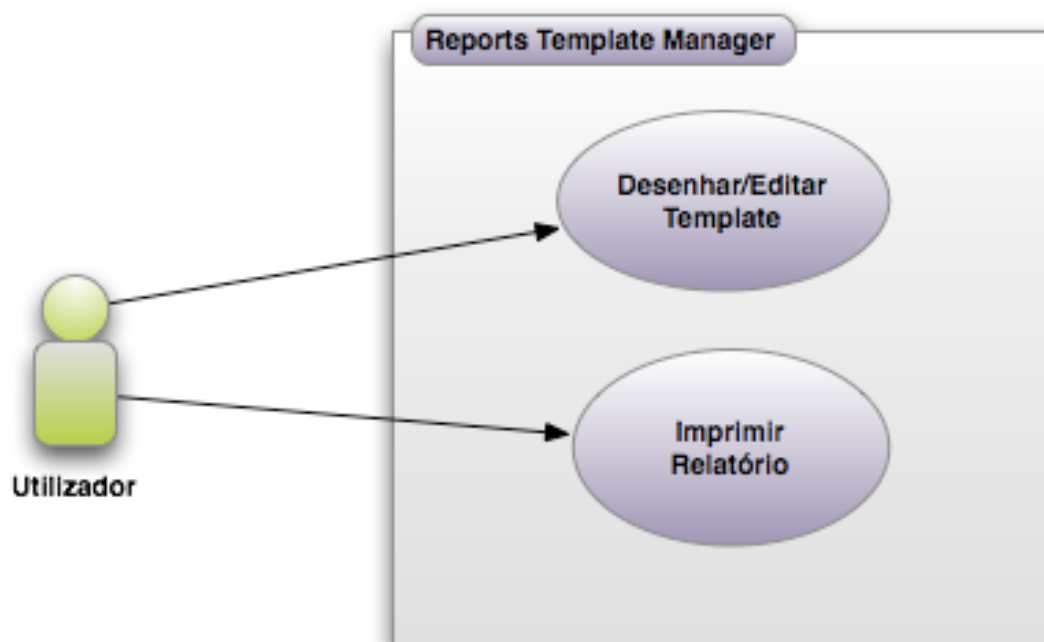 Reports Template Manager
Desenhar/Editar
Template
Imprimir
Relatório
Utilizador